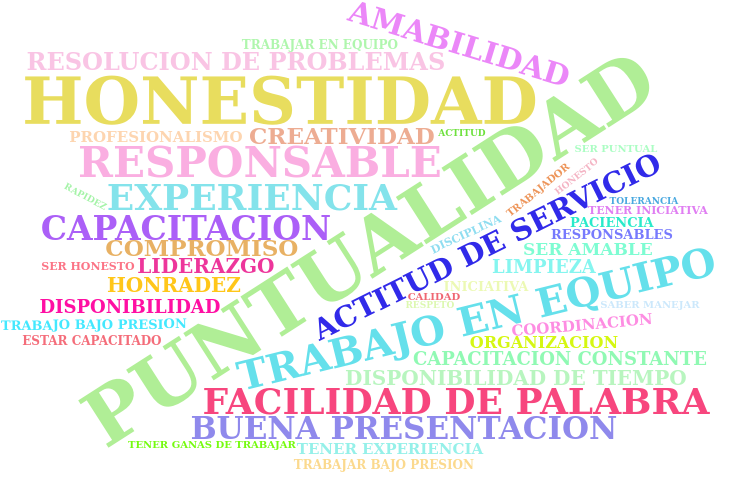 AMABILIDAD
TRABAJAR EN EQUIPO
RESOLUCION DE PROBLEMAS
HONESTIDAD
PROFESIONALISMO
CREATIVIDAD
ACTITUD
PUNTUALIDAD
SER PUNTUAL
RESPONSABLE
RAPIDEZ
EXPERIENCIA
TRABAJADOR
HONESTO
TOLERANCIA
TENER INICIATIVA
CAPACITACION
DISCIPLINA
ACTITUD DE SERVICIO
PACIENCIA
RESPONSABLES
COMPROMISO
SER AMABLE
SER HONESTO
LIDERAZGO
LIMPIEZA
HONRADEZ
INICIATIVA
CALIDAD
RESPETO
SABER MANEJAR
DISPONIBILIDAD
TRABAJO EN EQUIPO
TRABAJO BAJO PRESION
COORDINACION
ESTAR CAPACITADO
ORGANIZACION
CAPACITACION CONSTANTE
DISPONIBILIDAD DE TIEMPO
FACILIDAD DE PALABRA
BUENA PRESENTACION
TENER GANAS DE TRABAJAR
TENER EXPERIENCIA
TRABAJAR BAJO PRESION